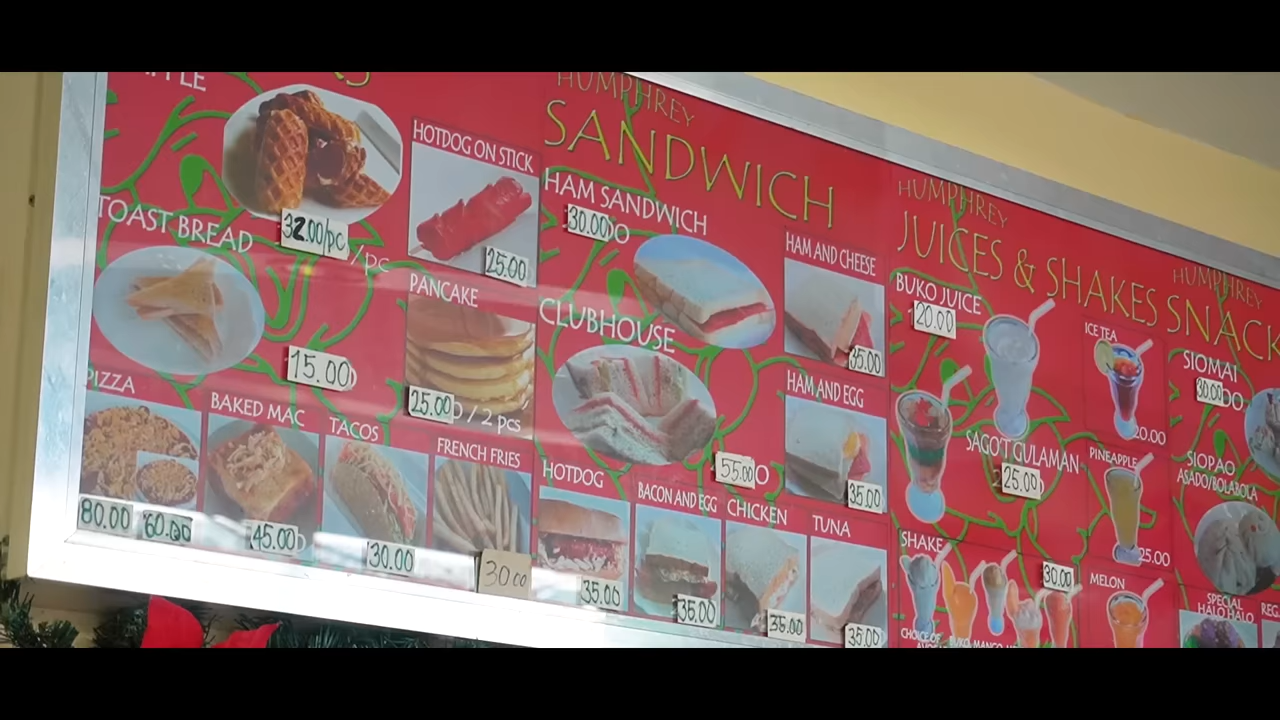 HOTDOG ON STICK
25.00
32.00/pc
/pc
TOAST BREAD
15.00
PANCAKE
25.00
/ 2 pcs
PIZZA
80.00
60.00
BAKED MAC
45.00
TACOS
30.00
FRENCH FRIES
30.00
HUMPHREY
SANDWICH
HAM SANDWICH
30.00
CLUBHOUSE
55.00
HAM AND CHEESE
35.00
HAM AND EGG
35.00
HOTDOG
35.00
BACON AND EGG
35.00
CHICKEN
35.00
TUNA
35.00
HUMPHREY
JUICES & SHAKES
BUKO JUICE
20.00
ICE TEA
20.00
SAGO'T GULAMAN
25.00
PINEAPPLE
25.00
SHAKE
30.00
CHOICE OF
MELON
HUMPHREY
SNACK
SIOMAI
30.00
SIOPAO
ASADO/BOLABOLA
SPECIAL
HALO HALO